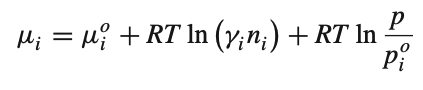 μ_i = μ_i^o + RT ln (γ_i n_i) + RT ln p/p_i^o